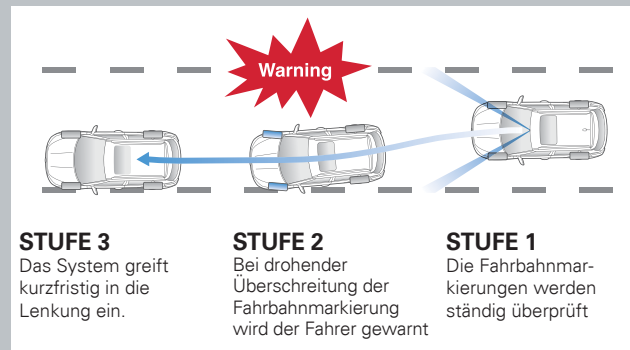 Warning
STUFE 3
Das System greift
kurzfristig in die
Lenkung ein.
STUFE 2
Bei drohender
Überschreitung der
Fahrbahnmarkierung
wird der Fahrer gewarnt
STUFE 1
Die Fahrbahnmar-
kierungen werden
ständig überprüft